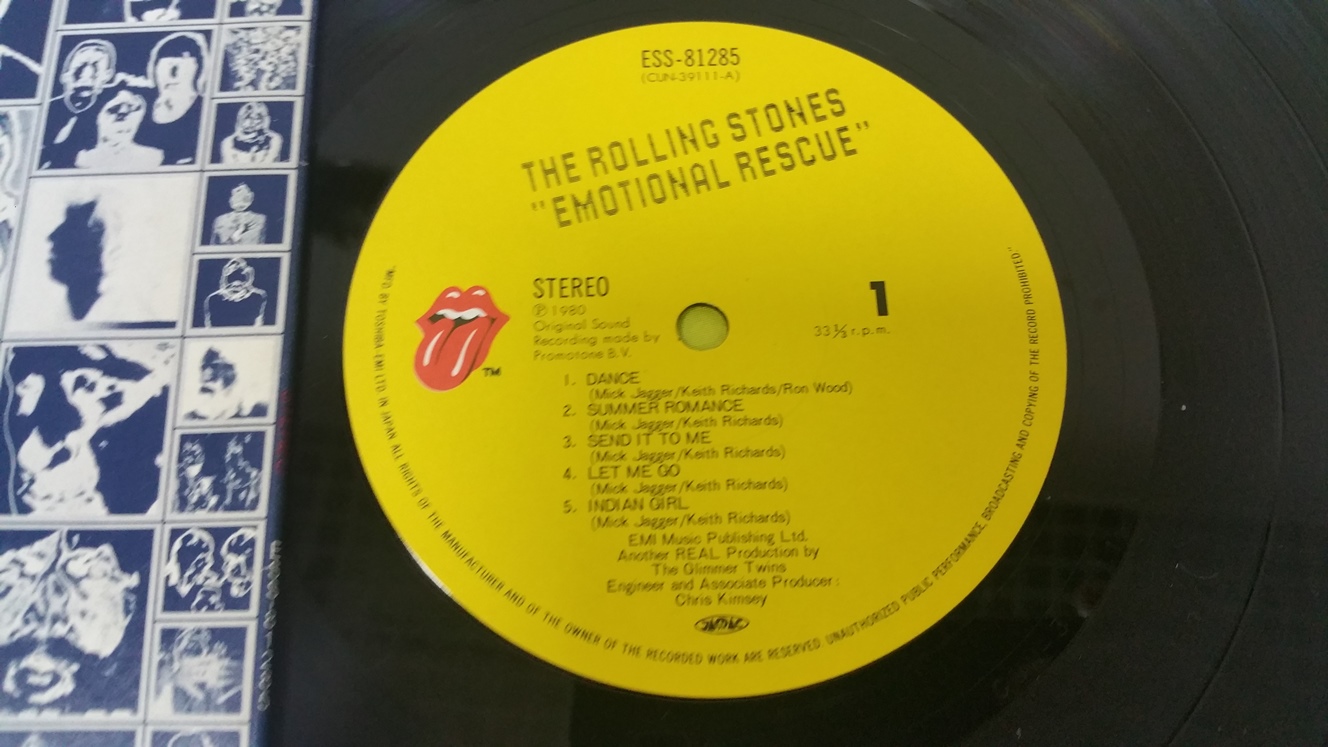 ESS-81285
(CUN-39111-A)
THE ROLLING STONES
"EMOTIONAL RESCUE"
STEREO
1
℗ 1980
Original Sound
Recording made by
Promotone B.V.
33⅓ r.p.m.
TM
1. DANCE
(Mick Jagger/Keith Richards/Ron Wood)
2. SUMMER ROMANCE
(Mick Jagger/Keith Richards)
3. SEND IT TO ME
(Mick Jagger/Keith Richards)
4. LET ME GO
(Mick Jagger/Keith Richards)
5. INDIAN GIRL
(Mick Jagger/Keith Richards)
EMI Music Publishing Ltd.
Another REAL Production by
The Glimmer Twins
Engineer and Associate Producer:
Chris Kimsey
JASRAC
"MF'D BY TOSHIBA EMI LTD IN JAPAN ALL RIGHTS OF THE MANUFACTURER AND OF THE OWNER OF THE RECORDED WORK ARE RESERVED. UNAUTHORIZED PUBLIC PERFORMANCE. BROADCASTING AND COPYING OF THE RECORD PROHIBITED"